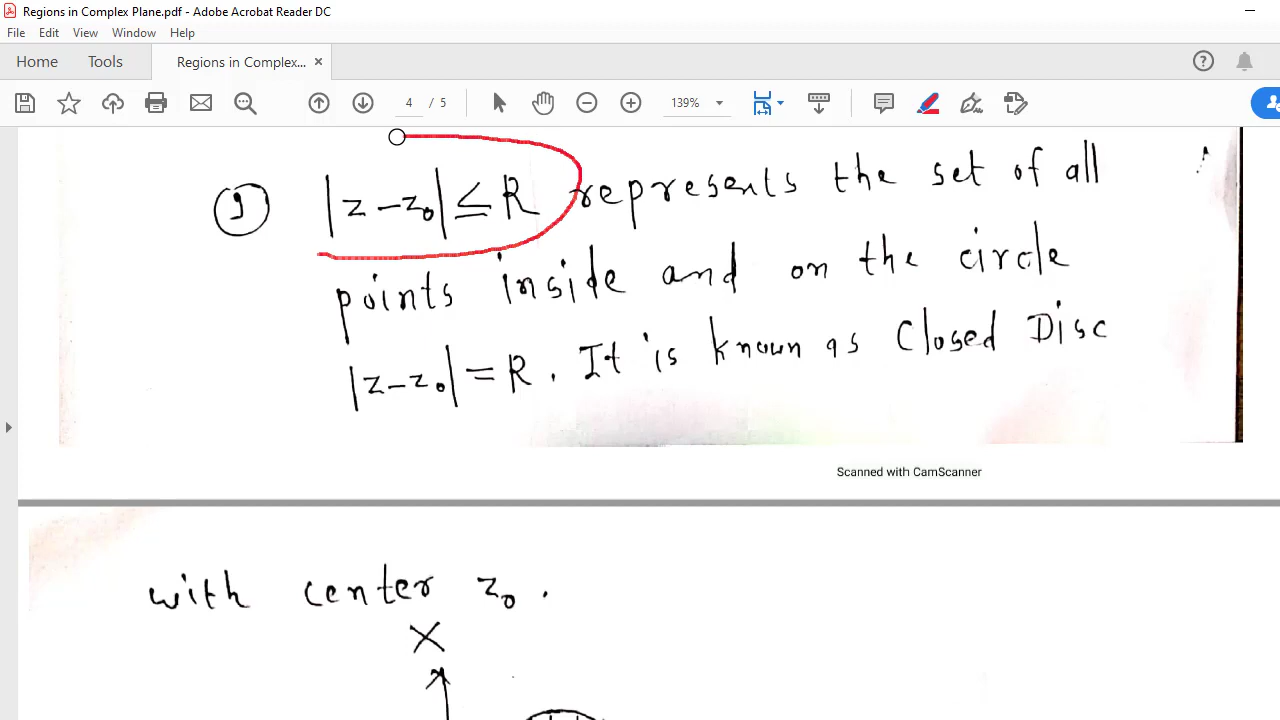 Regions in Complex Plane.pdf - Adobe Acrobat Reader DC
File Edit View Window Help
Home Tools Regions in Complex... ×
4 / 5 139%
9 |z-z₀| ≤ R represents the set of all
points inside and on the circle
|z-z₀| = R. It is known as Closed Disc
Scanned with CamScanner
with center z₀.
X